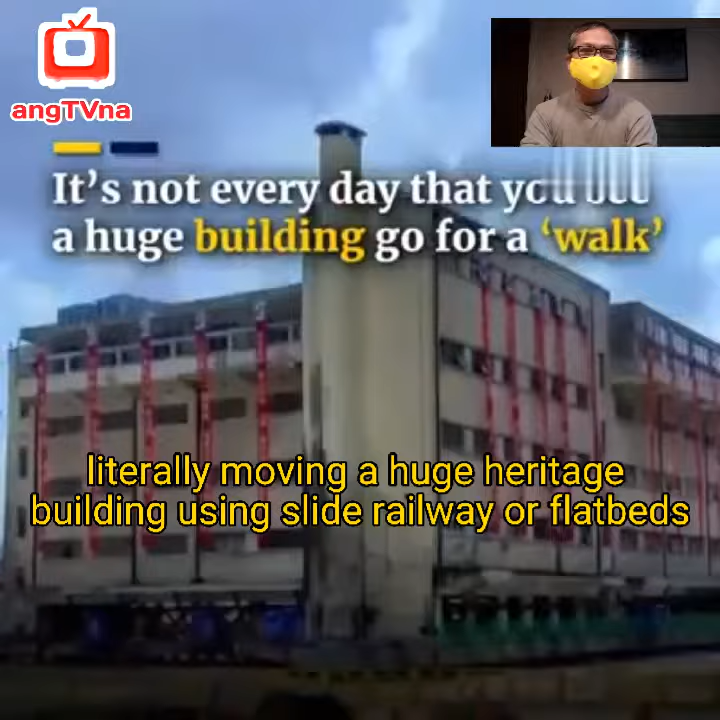 angTVna
It's not every day that you
a huge building go for a 'walk'
literally moving a huge heritage
building using slide railway or flatbeds